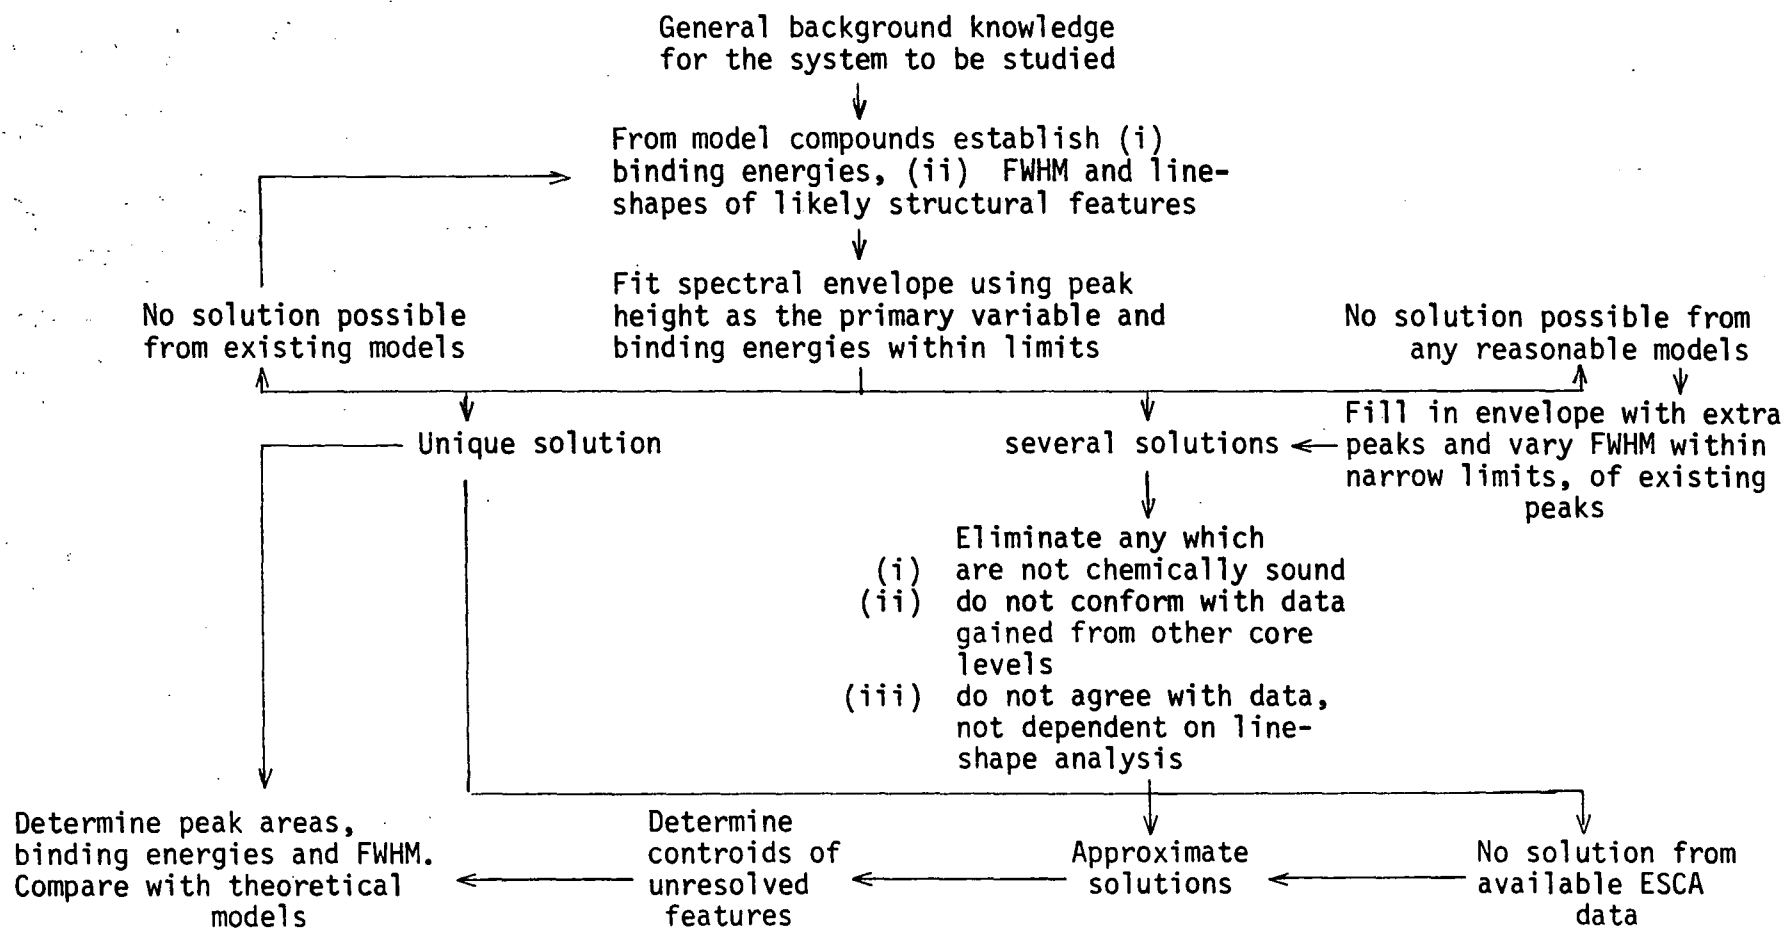 General background knowledge
for the system to be studied
From model compounds establish (i)
binding energies, (ii) FWHM and line-
shapes of likely structural features
Fit spectral envelope using peak
height as the primary variable and
binding energies within limits
No solution possible
from existing models
No solution possible from
any reasonable models
Unique solution
several solutions
Fill in envelope with extra
peaks and vary FWHM within
narrow limits, of existing
peaks
Eliminate any which
(i) are not chemically sound
(ii) do not conform with data
gained from other core
levels
(iii) do not agree with data,
not dependent on line-
shape analysis
Determine peak areas,
binding energies and FWHM.
Compare with theoretical
models
Determine
controids of
unresolved
features
Approximate
solutions
No solution from
available ESCA
data